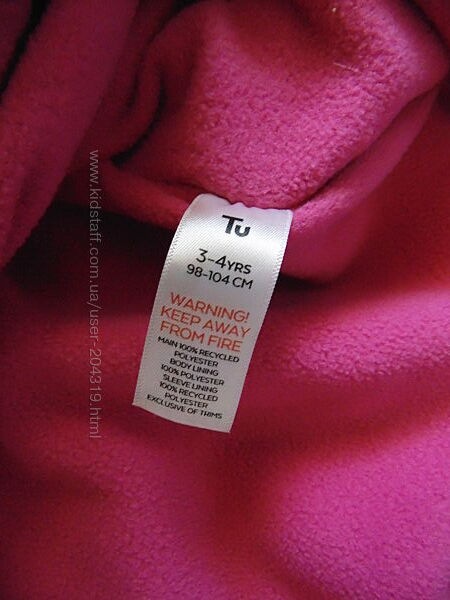 Tu
3-4YRS
98-104 CM
WARNING!
KEEP AWAY
FROM FIRE
MAIN 100% RECYCLED
POLYESTER
BODY LINING
100% POLYESTER
SLEEVE LINING
100% RECYCLED
POLYESTER
EXCLUSIVE OF TRIMS
www.kidstaff.com.ua/user-204319.html